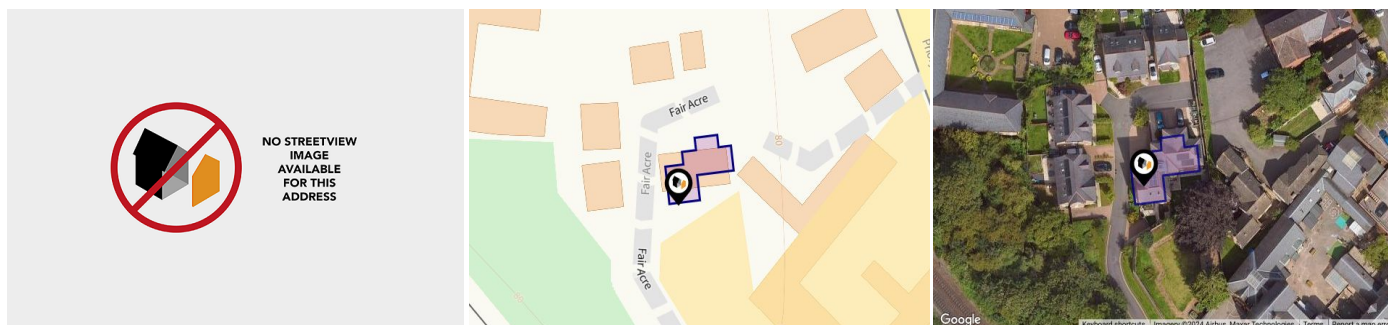 NO STREETVIEW
IMAGE
AVAILABLE
FOR THIS
ADDRESS
Fair Acre
Fair Acre
Fair Acre
80
Google
Keyboard shortcuts
Imagery ©2024 Airbus, Maxar Technologies
Terms